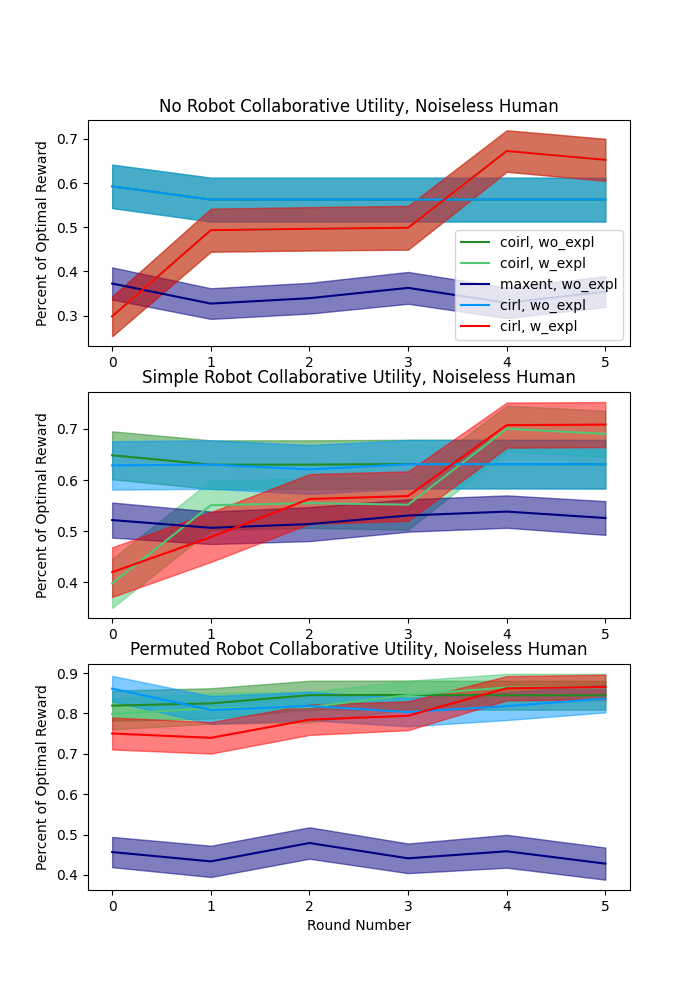 No Robot Collaborative Utility, Noiseless Human
Percent of Optimal Reward
0.7
0.6
0.5
0.4
0.3
coirl, wo_expl
coirl, w_expl
maxent, wo_expl
cirl, wo_expl
cirl, w_expl
0 1 2 3 4 5
Simple Robot Collaborative Utility, Noiseless Human
Percent of Optimal Reward
0.7
0.6
0.5
0.4
0 1 2 3 4 5
Permuted Robot Collaborative Utility, Noiseless Human
Percent of Optimal Reward
0.9
0.8
0.7
0.6
0.5
0.4
0 1 2 3 4 5
Round Number